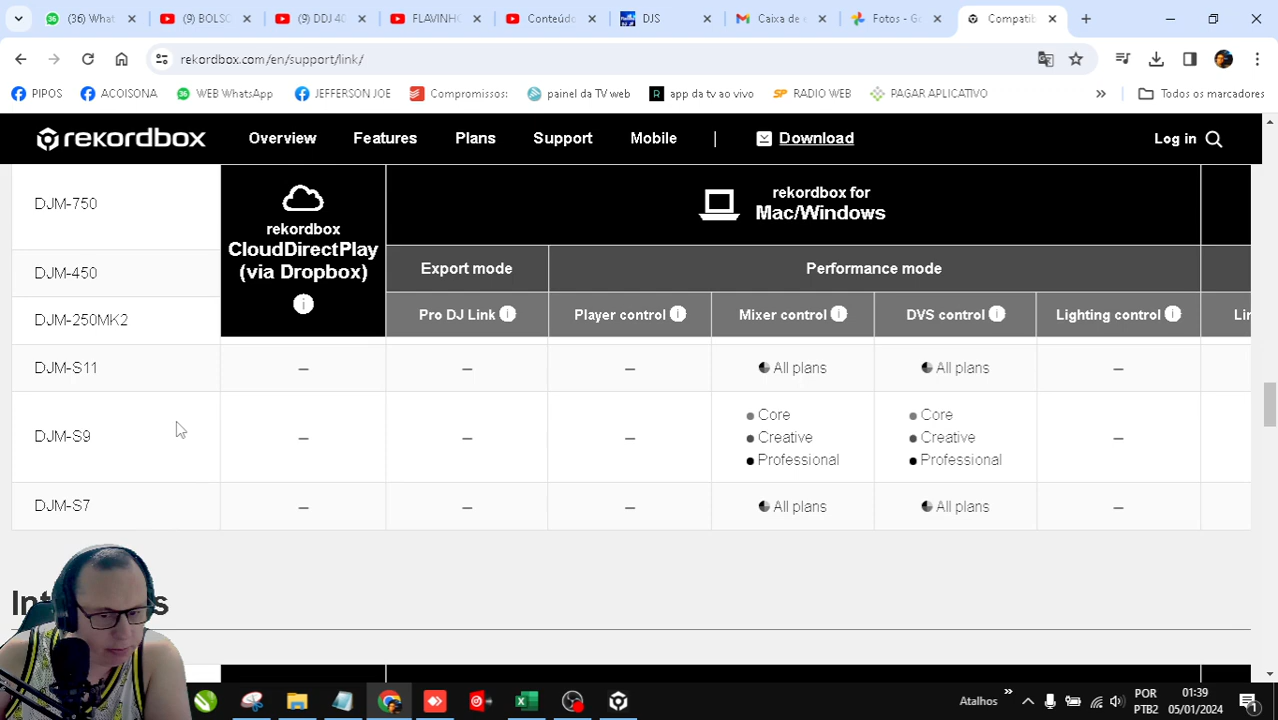 (36) What
(9) BOLS
(9) DDJ 40
FLAVINH
Conteúdo
DJS
Caixa de e
Fotos - Go
Compatib
rekordbox.com/en/support/link/
PIPOS
ACOISONA
WEB WhatsApp
JEFFERSON JOE
Compromissos:
painel da TV web
app da tv ao vivo
RADIO WEB
PAGAR APLICATIVO
»
Todos os marcadores
rekordbox
Overview
Features
Plans
Support
Mobile
|
Download
Log in
DJM-750
rekordbox
CloudDirectPlay
(via Dropbox)
rekordbox for
Mac/Windows
Export mode
Performance mode
DJM-450
DJM-250MK2
Pro DJ Link
Player control
Mixer control
DVS control
Lighting control
Lir
DJM-S11
–
–
–
All plans
All plans
–
DJM-S9
–
–
–
Core
Creative
Professional
Core
Creative
Professional
–
DJM-S7
–
–
–
All plans
All plans
–
Atalhos
»
POR
PTB2
01:39
05/01/2024
1